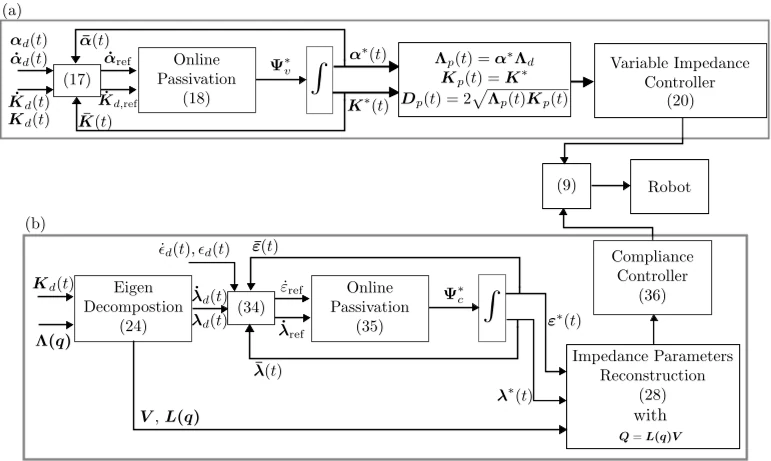 (a)
α_d(t)
α̇_d(t)
K̇_d(t)
K_d(t)
ᾱ(t)
(17)
K̄(t)
α̇_ref
K̇_d,ref
Online
Passivation
(18)
Ψ_v^*
∫
α^*(t)
K^*(t)
Λ_p(t) = α^*Λ_d
K_p(t) = K^*
D_p(t) = 2√(Λ_p(t)K_p(t))
Variable Impedance
Controller
(20)
(9)
Robot
(b)
K_d(t)
Λ(q)
Eigen
Decompostion
(24)
ϵ̇_d(t), ϵ_d(t)
λ̇_d(t)
λ_d(t)
ε̄(t)
(34)
λ̄(t)
ε̇_ref
λ̇_ref
Online
Passivation
(35)
Ψ_c^*
∫
ε^*(t)
λ^*(t)
V, L(q)
Compliance
Controller
(36)
Impedance Parameters
Reconstruction
(28)
with
Q = L(q)V